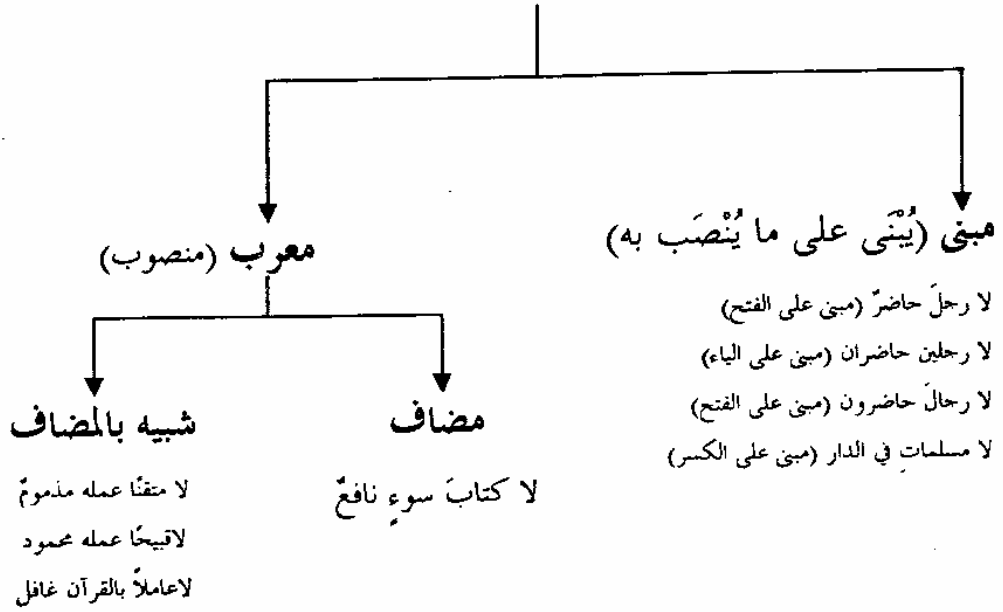 مبنى (يُبْنَى على ما يُنْصَب به)
لا رجلَ حاضرٌ (مبنى على الفتح)
لا رجلين حاضران (مبنى على الياء)
لا رجالَ حاضرون (مبنى على الفتح)
لا مسلماتِ في الدار (مبنى على الكسر)
معرب (منصوب)
مضاف
لا كتابَ سوءٍ نافعٌ
شبيه بالمضاف
لا متقنًا عمله مذمومٌ
لاقبيحًا عمله محمود
لاعاملاً بالقرآن غافل